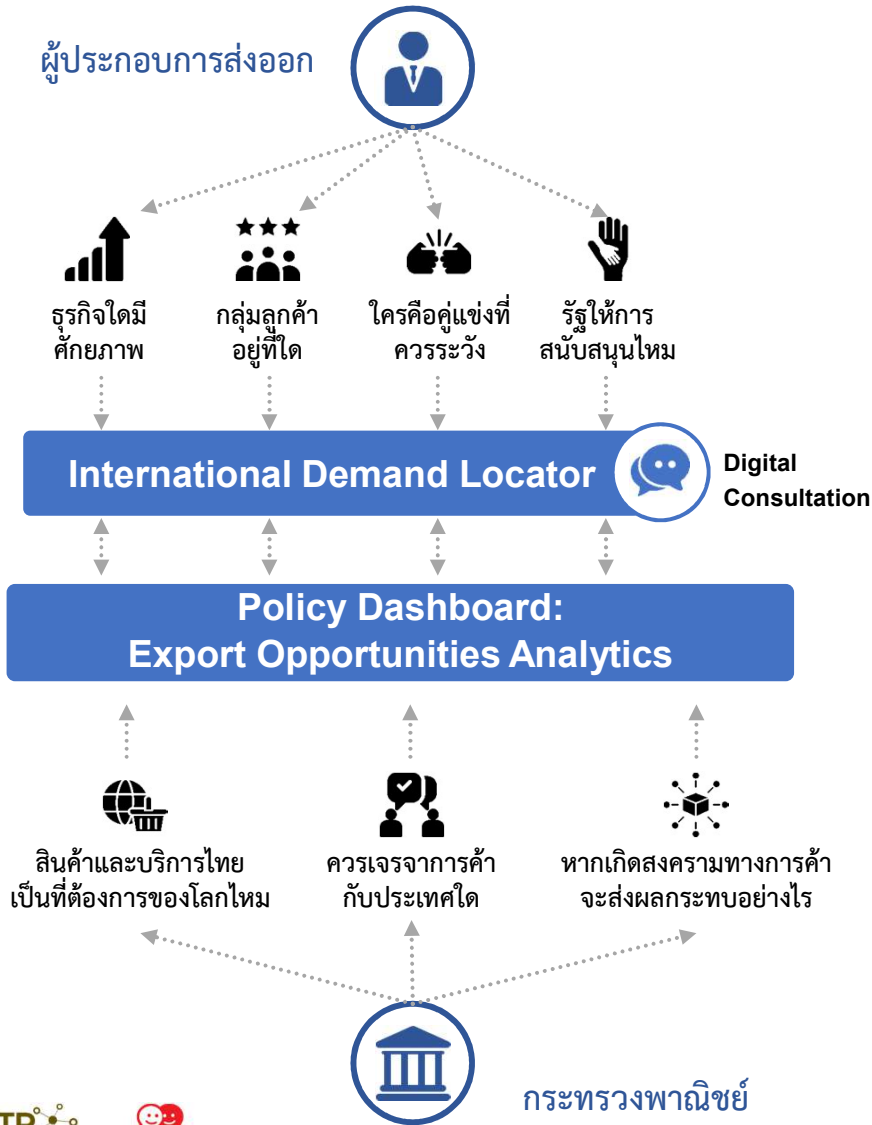 ผู้ประกอบการส่งออก
ธุรกิจใดมี
ศักยภาพ
กลุ่มลูกค้า
อยู่ที่ใด
ใครคือคู่แข่งที่
ควรระวัง
รัฐให้การ
สนับสนุนไหม
International Demand Locator
Digital
Consultation
Policy Dashboard:
Export Opportunities Analytics
สินค้าและบริการไทย
เป็นที่ต้องการของโลกไหม
ควรเจรจาการค้า
กับประเทศใด
หากเกิดสงครามทางการค้า
จะส่งผลกระทบอย่างไร
กระทรวงพาณิชย์